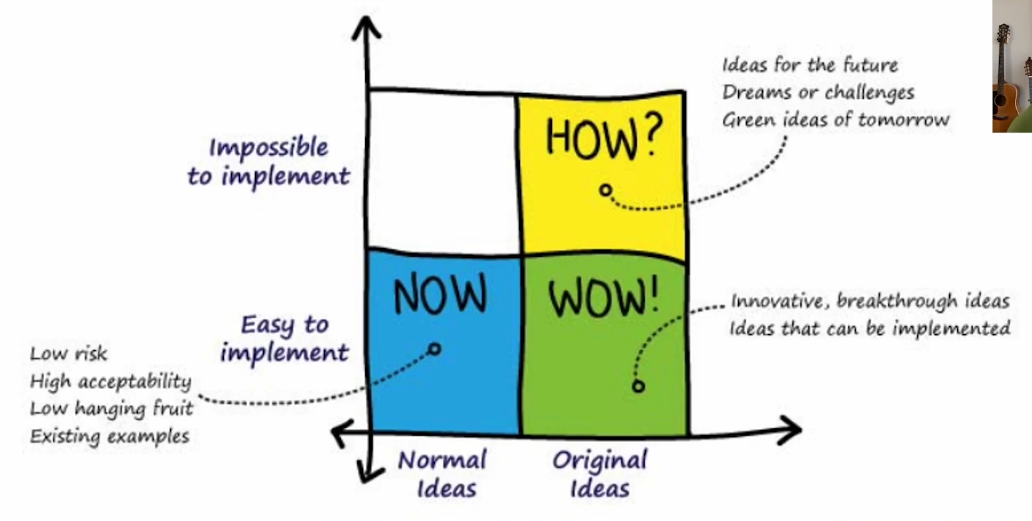 Ideas for the future
Dreams or challenges
Green ideas of tomorrow
HOW?
Impossible
to implement
NOW
WOW!
Innovative, breakthrough ideas
Ideas that can be implemented
Easy to
implement
Low risk
High acceptability
Low hanging fruit
Existing examples
Normal
Ideas
Original
Ideas